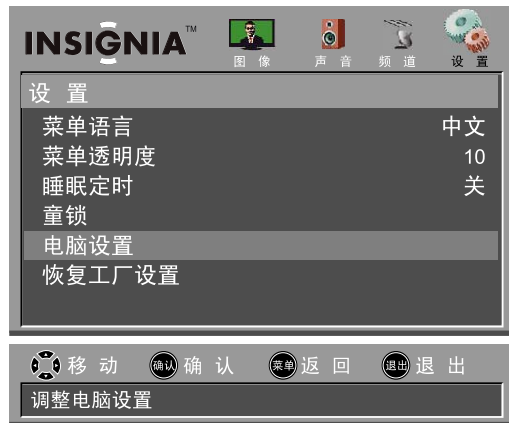 INSIGNIA™
图像 声音 频道 设置
设置
菜单语言 中文
菜单透明度 10
睡眠定时 关
童锁
电脑设置
恢复工厂设置
移动 确认 确认 菜单 返回 退出 退出
调整电脑设置